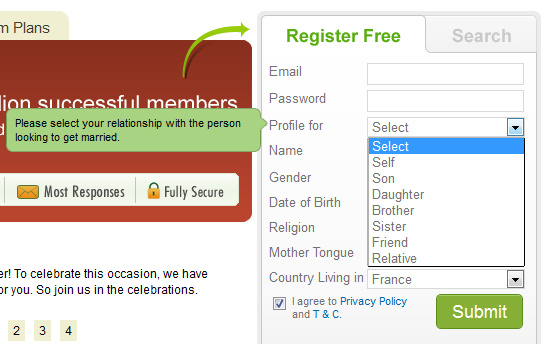 m Plans
lion successful members
d
Please select your relationship with the person
looking to get married.
Most Responses
Fully Secure
er! To celebrate this occasion, we have
or you. So join us in the celebrations.
2 3 4
Register Free
Search
Email
Password
Profile for Select
Select
Self
Son
Daughter
Brother
Sister
Friend
Relative
Name
Gender
Date of Birth
Religion
Mother Tongue
Country Living in France
I agree to Privacy Policy
and T & C.
Submit